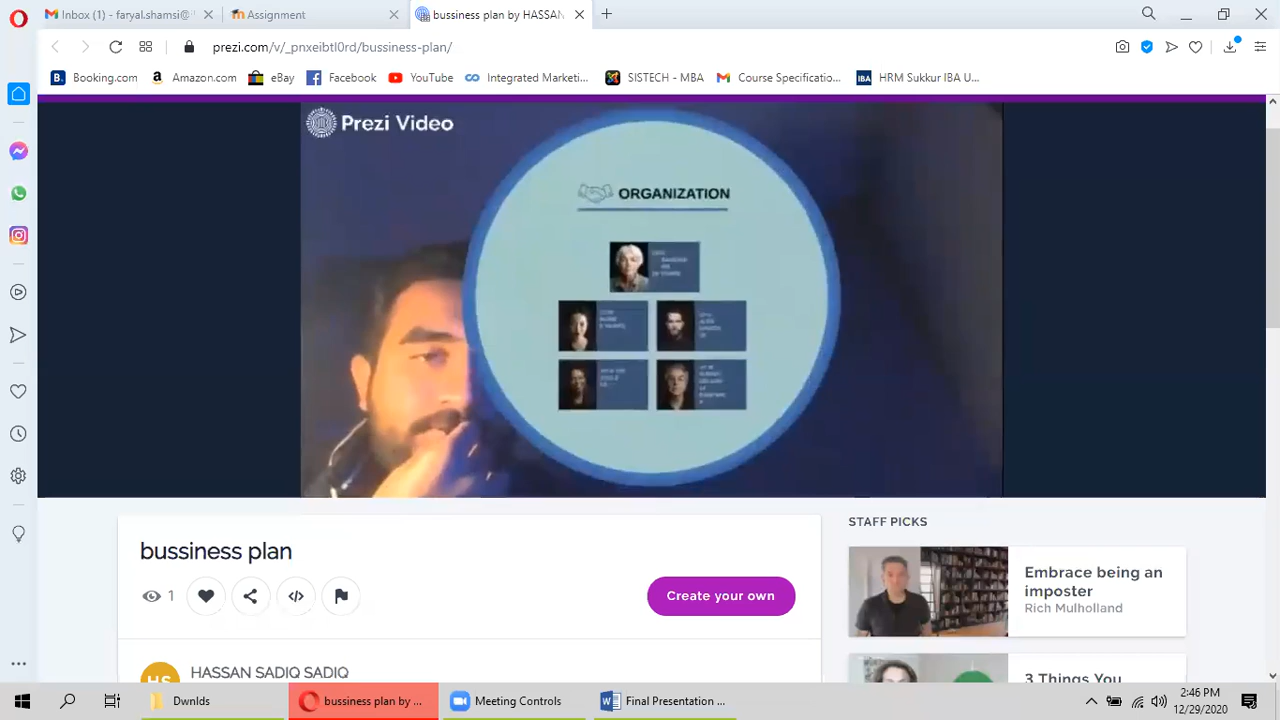 Inbox (1) - faryal.shamsi@
Assignment
bussiness plan by HASSAN
prezi.com/v/_pnxeibtl0rd/bussiness-plan/
Booking.com
Amazon.com
eBay
Facebook
YouTube
Integrated Marketi...
SISTECH - MBA
Course Specificatio...
HRM Sukkur IBA U...
Prezi Video
ORGANIZATION
bussiness plan
1
Create your own
HS
HASSAN SADIQ SADIQ
STAFF PICKS
Embrace being an
imposter
Rich Mulholland
3 Things You
Dwnlds
bussiness plan by ...
Meeting Controls
Final Presentation ...
2:46 PM
12/29/2020